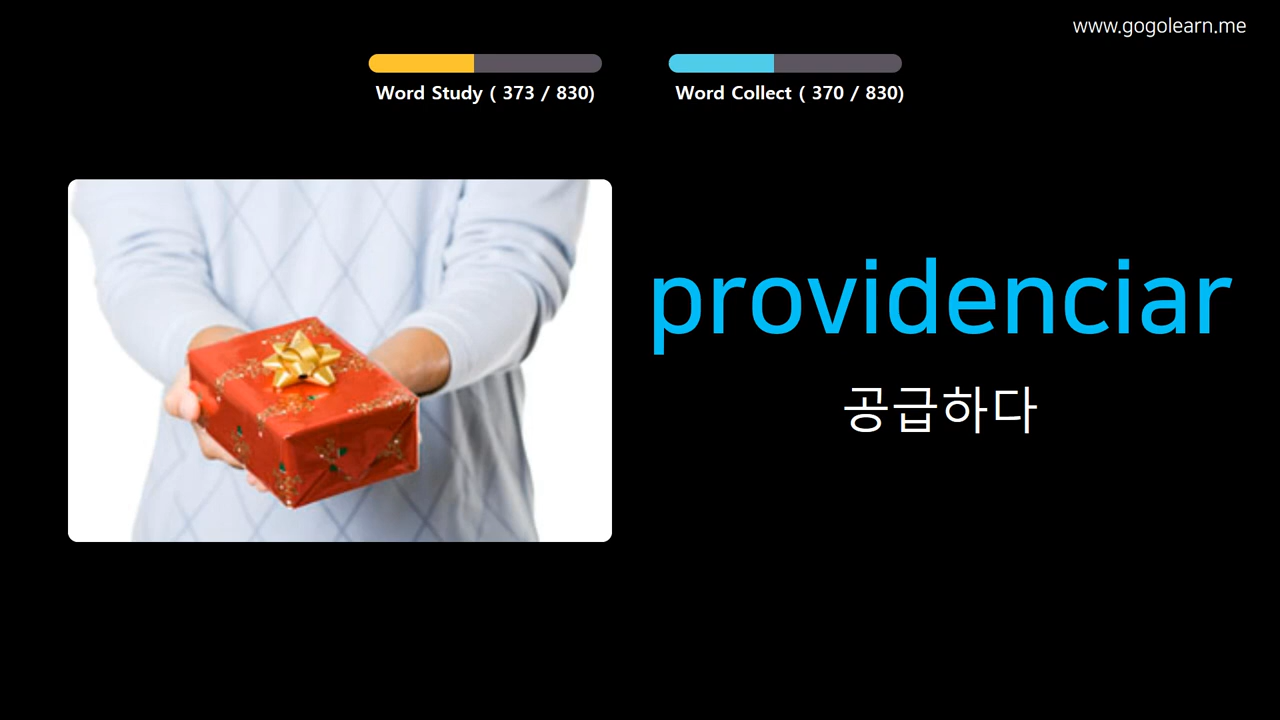 www.gogolearn.me
Word Study ( 373 / 830)
Word Collect ( 370 / 830)
providenciar
공급하다